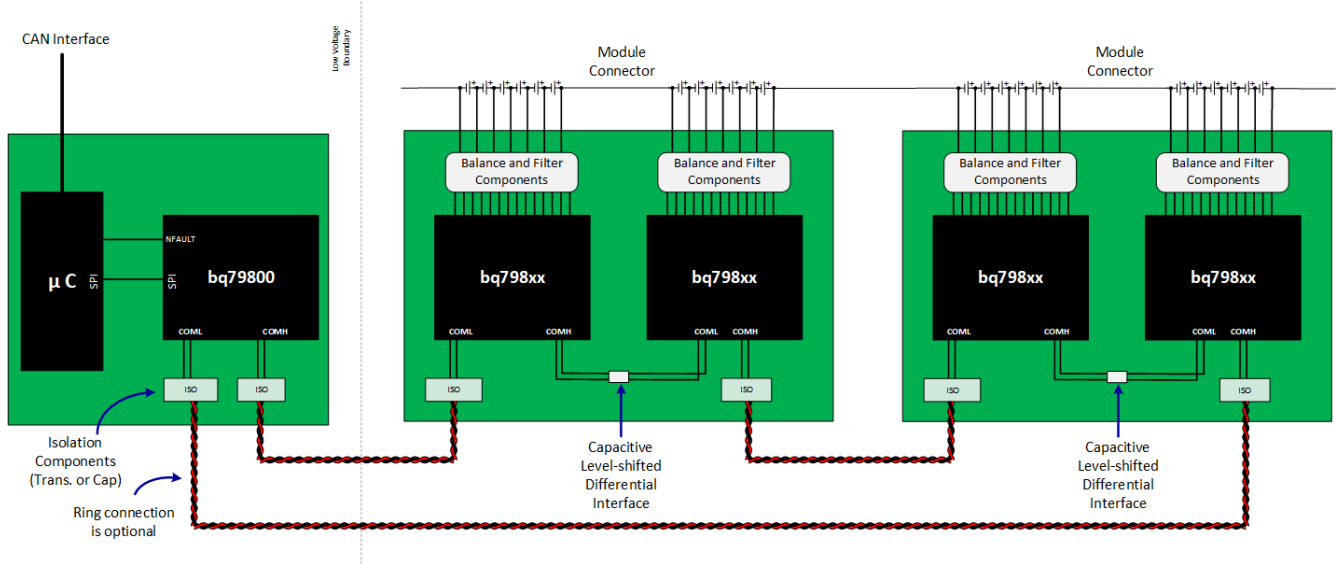 CAN Interface
Low Voltage
Boundary
Module
Connector
Module
Connector
Balance and Filter
Components
Balance and Filter
Components
Balance and Filter
Components
Balance and Filter
Components
µC
SPI
NFAULT
SPI
bq79800
COML
COMH
bq798xx
COML
COMH
bq798xx
COML
COMH
bq798xx
COML
COMH
bq798xx
COML
COMH
ISO
ISO
ISO
ISO
ISO
ISO
Isolation
Components
(Trans. or Cap)
Ring connection
is optional
Capacitive
Level-shifted
Differential
Interface
Capacitive
Level-shifted
Differential
Interface